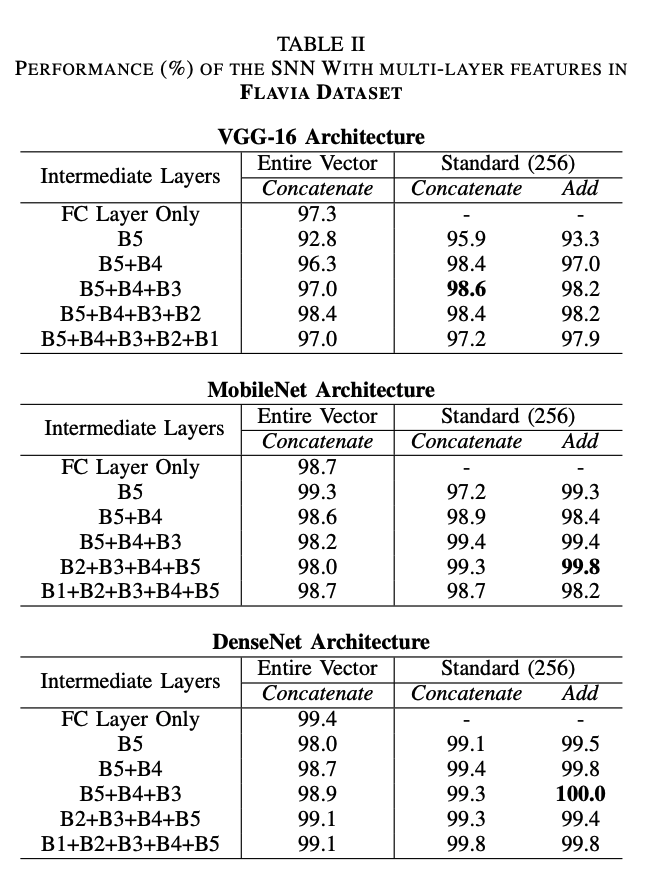 TABLE II
PERFORMANCE (%) OF THE SNN WITH MULTI-LAYER FEATURES IN
FLAVIA DATASET
VGG-16 Architecture
Intermediate Layers Entire Vector Standard (256)
Concatenate Concatenate Add
FC Layer Only 97.3 - -
B5 92.8 95.9 93.3
B5+B4 96.3 98.4 97.0
B5+B4+B3 97.0 98.6 98.2
B5+B4+B3+B2 98.4 98.4 98.2
B5+B4+B3+B2+B1 97.0 97.2 97.9
MobileNet Architecture
Intermediate Layers Entire Vector Standard (256)
Concatenate Concatenate Add
FC Layer Only 98.7 - -
B5 99.3 97.2 99.3
B5+B4 98.6 98.9 98.4
B5+B4+B3 98.2 99.4 99.4
B2+B3+B4+B5 98.0 99.3 99.8
B1+B2+B3+B4+B5 98.7 98.7 98.2
DenseNet Architecture
Intermediate Layers Entire Vector Standard (256)
Concatenate Concatenate Add
FC Layer Only 99.4 - -
B5 98.0 99.1 99.5
B5+B4 98.7 99.4 99.8
B5+B4+B3 98.9 99.3 100.0
B2+B3+B4+B5 99.1 99.3 99.4
B1+B2+B3+B4+B5 99.1 99.8 99.8